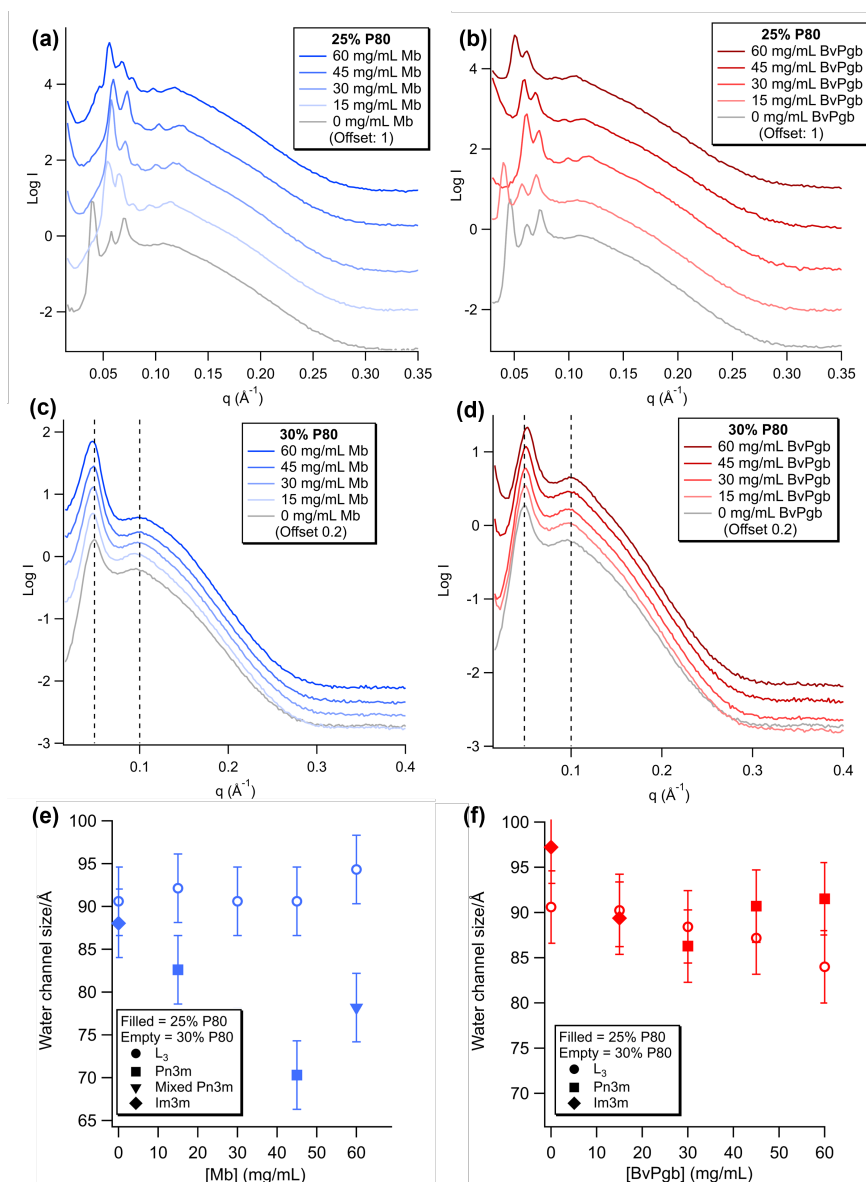 (a)
25% P80
60 mg/mL Mb
45 mg/mL Mb
30 mg/mL Mb
15 mg/mL Mb
0 mg/mL Mb
(Offset: 1)
Log I
4
2
0
-2
0.05
0.10
0.15
0.20
0.25
0.30
0.35
q (Å⁻¹)
(b)
25% P80
60 mg/mL BvPgb
45 mg/mL BvPgb
30 mg/mL BvPgb
15 mg/mL BvPgb
0 mg/mL BvPgb
(Offset: 1)
Log I
4
2
0
-2
0.05
0.10
0.15
0.20
0.25
0.30
0.35
q (Å⁻¹)
(c)
30% P80
60 mg/mL Mb
45 mg/mL Mb
30 mg/mL Mb
15 mg/mL Mb
0 mg/mL Mb
(Offset 0.2)
Log I
2
1
0
-1
-2
-3
0.1
0.2
0.3
0.4
q (Å⁻¹)
(d)
30% P80
60 mg/mL BvPgb
45 mg/mL BvPgb
30 mg/mL BvPgb
15 mg/mL BvPgb
0 mg/mL BvPgb
(Offset 0.2)
Log I
1
0
-1
-2
-3
0.1
0.2
0.3
0.4
q (Å⁻¹)
(e)
Water channel size/Å
100
95
90
85
80
75
70
65
Filled = 25% P80
Empty = 30% P80
L₃
Pn3m
Mixed Pn3m
Im3m
0
10
20
30
40
50
60
[Mb] (mg/mL)
(f)
Water channel size/Å
100
95
90
85
80
75
70
Filled = 25% P80
Empty = 30% P80
L₃
Pn3m
Im3m
0
10
20
30
40
50
60
[BvPgb] (mg/mL)